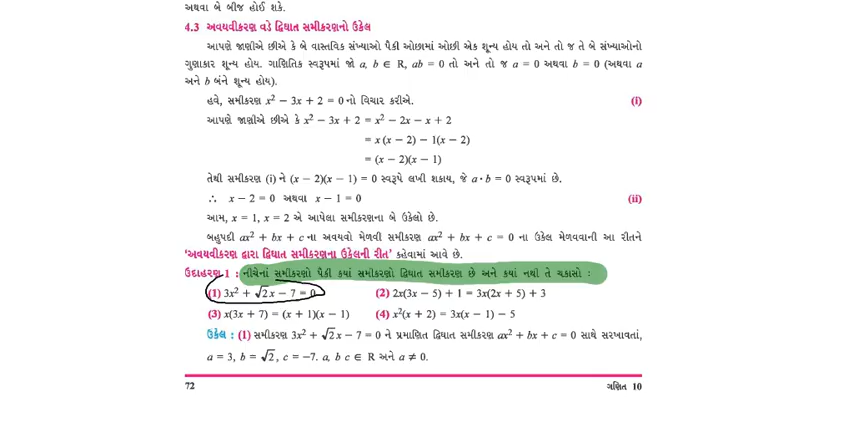 અથવા બે બીજ હોઈ શકે.
4.3 અવયવીકરણ વડે દ્વિઘાત સમીકરણનો ઉકેલ
આપણે જાણીએ છીએ કે બે વાસ્તવિક સંખ્યાઓ પૈકી ઓછામાં ઓછી એક શૂન્ય હોય તો અને તો જ તે બે સંખ્યાઓનો
ગુણાકાર શૂન્ય હોય. ગાણિતિક સ્વરૂપમાં જો a, b ∈ R, ab = 0 તો અને તો જ a = 0 અથવા b = 0 (અથવા a
અને b બંને શૂન્ય હોય).
હવે, સમીકરણ x² − 3x + 2 = 0 નો વિચાર કરીએ. (i)
આપણે જાણીએ છીએ કે x² − 3x + 2 = x² − 2x − x + 2
= x (x − 2) − 1(x − 2)
= (x − 2)(x − 1)
તેથી સમીકરણ (i) ને (x − 2)(x − 1) = 0 સ્વરૂપે લખી શકાય, જે a · b = 0 સ્વરૂપમાં છે.
∴ x − 2 = 0 અથવા x − 1 = 0 (ii)
આમ, x = 1, x = 2 એ આપેલા સમીકરણના બે ઉકેલો છે.
બહુપદી ax² + bx + c ના અવયવો મેળવી સમીકરણ ax² + bx + c = 0 ના ઉકેલ મેળવવાની આ રીતને
‘અવયવીકરણ દ્વારા દ્વિઘાત સમીકરણના ઉકેલની રીત’ કહેવામાં આવે છે.
ઉદાહરણ 1 : નીચેનાં સમીકરણો પૈકી કયાં સમીકરણો દ્વિઘાત સમીકરણ છે અને કયાં નથી તે ચકાસો :
(1) 3x² + √2x − 7 = 0 (2) 2x(3x − 5) + 1 = 3x(2x + 5) + 3
(3) x(3x + 7) = (x + 1)(x − 1) (4) x²(x + 2) = 3x(x − 1) − 5
ઉકેલ : (1) સમીકરણ 3x² + √2x − 7 = 0 ને પ્રમાણિત દ્વિઘાત સમીકરણ ax² + bx + c = 0 સાથે સરખાવતાં,
a = 3, b = √2, c = −7. a, b c ∈ R અને a ≠ 0.
72 ગણિત 10